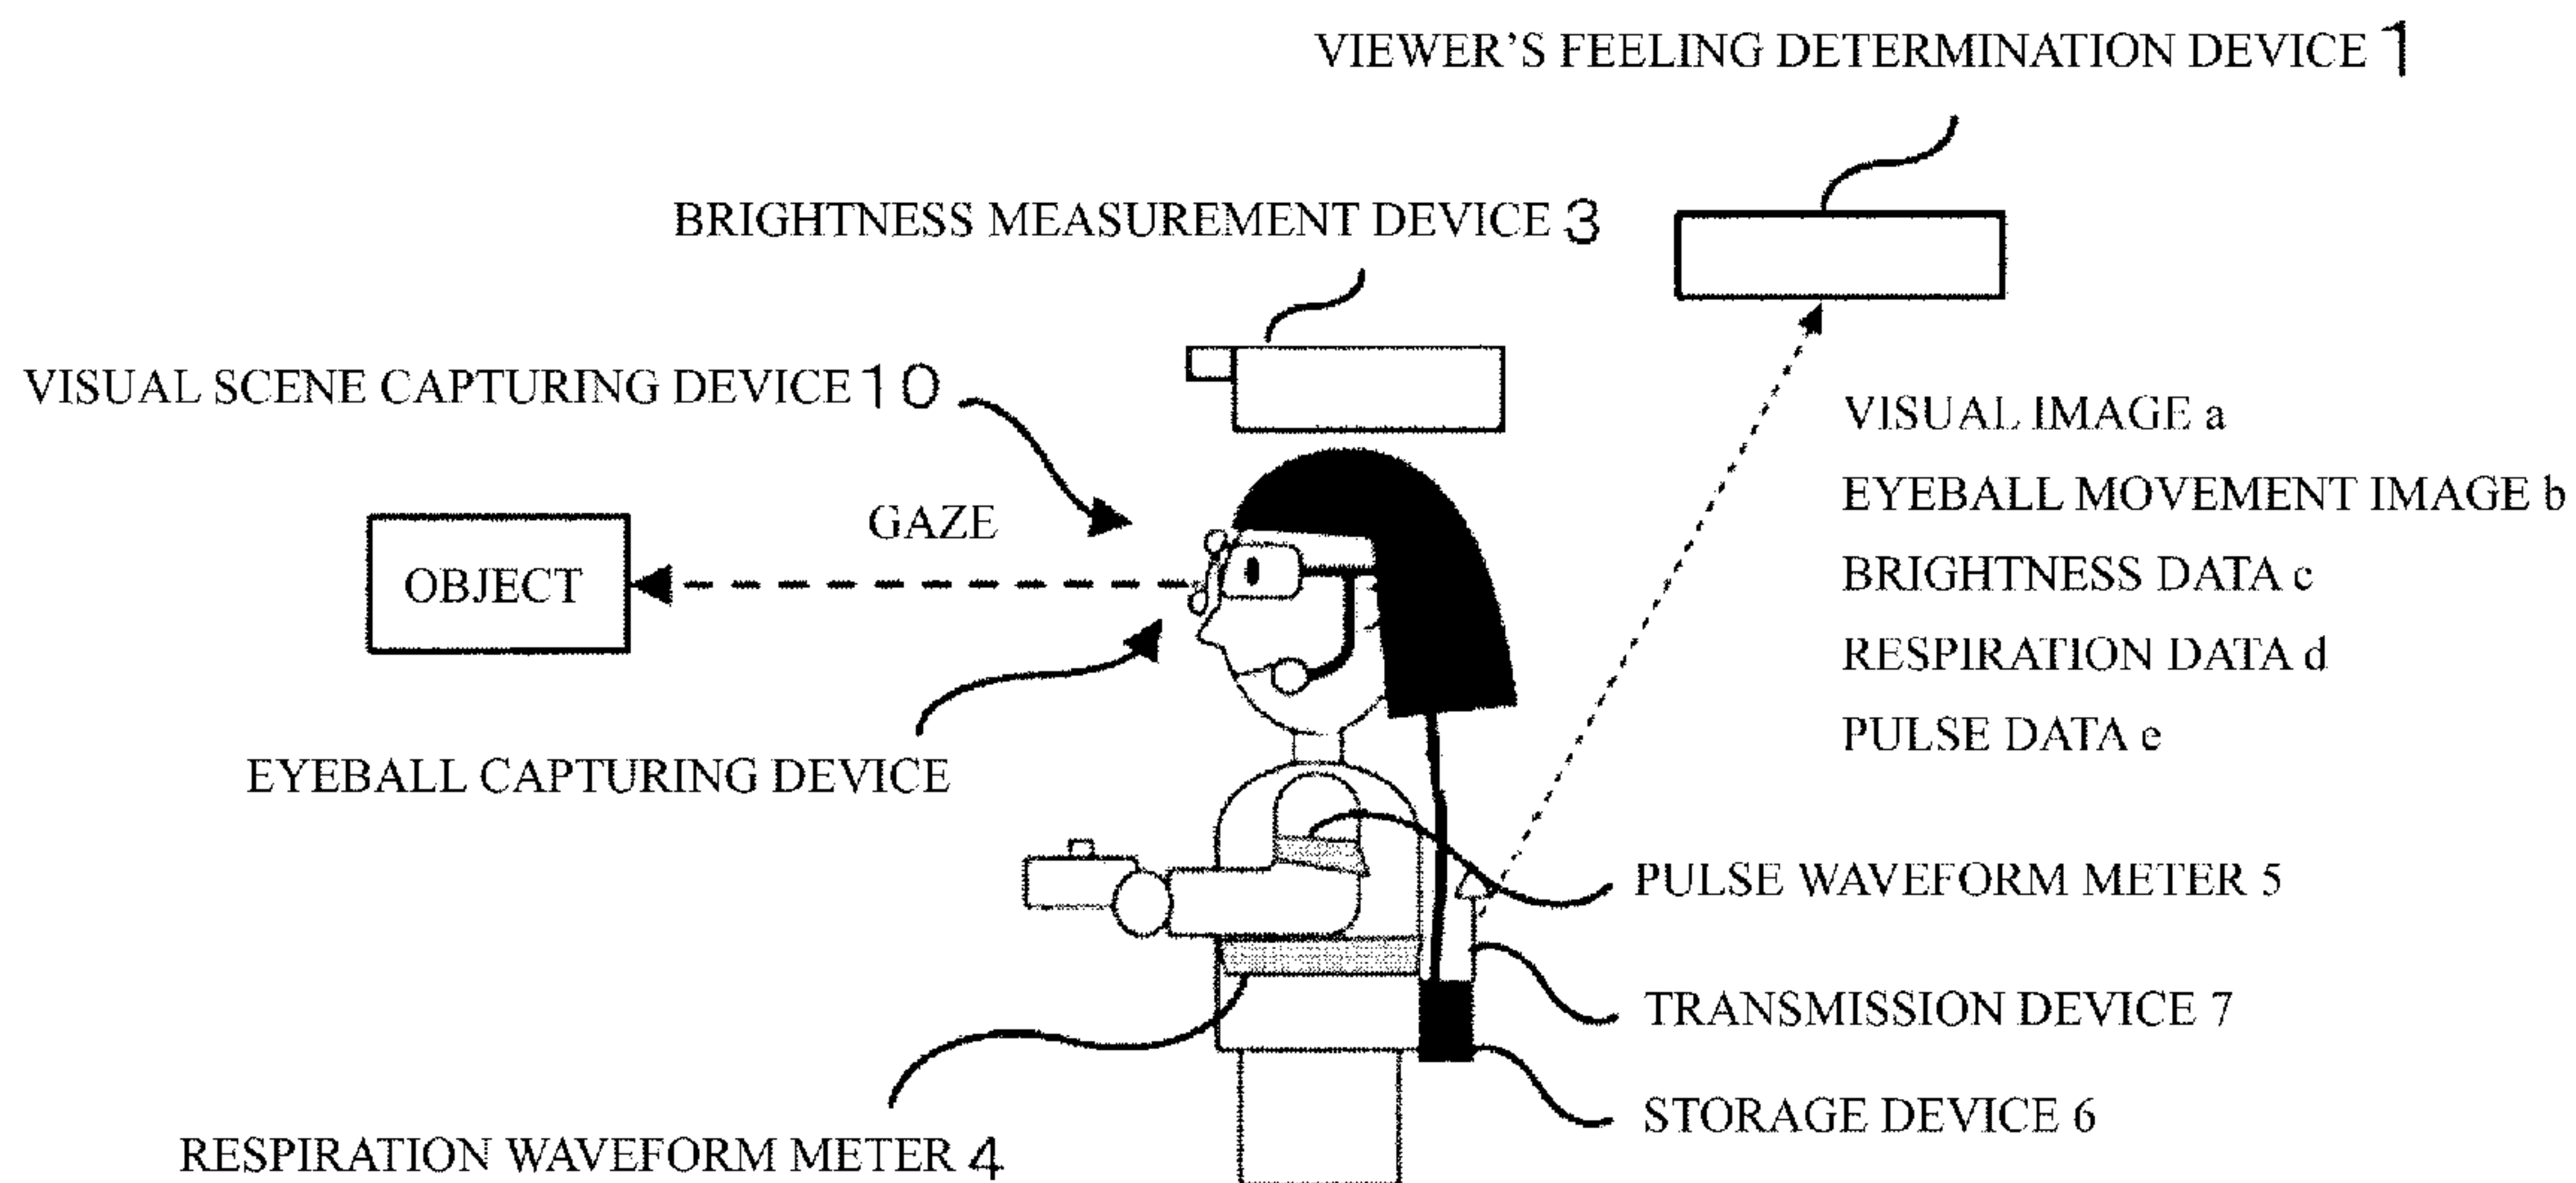 VIEWER'S FEELING DETERMINATION DEVICE 1
BRIGHTNESS MEASUREMENT DEVICE 3
VISUAL SCENE CAPTURING DEVICE 10
VISUAL IMAGE a
EYEBALL MOVEMENT IMAGE b
GAZE
OBJECT
BRIGHTNESS DATA c
RESPIRATION DATA d
PULSE DATA e
EYEBALL CAPTURING DEVICE
PULSE WAVEFORM METER 5
TRANSMISSION DEVICE 7
STORAGE DEVICE 6
RESPIRATION WAVEFORM METER 4